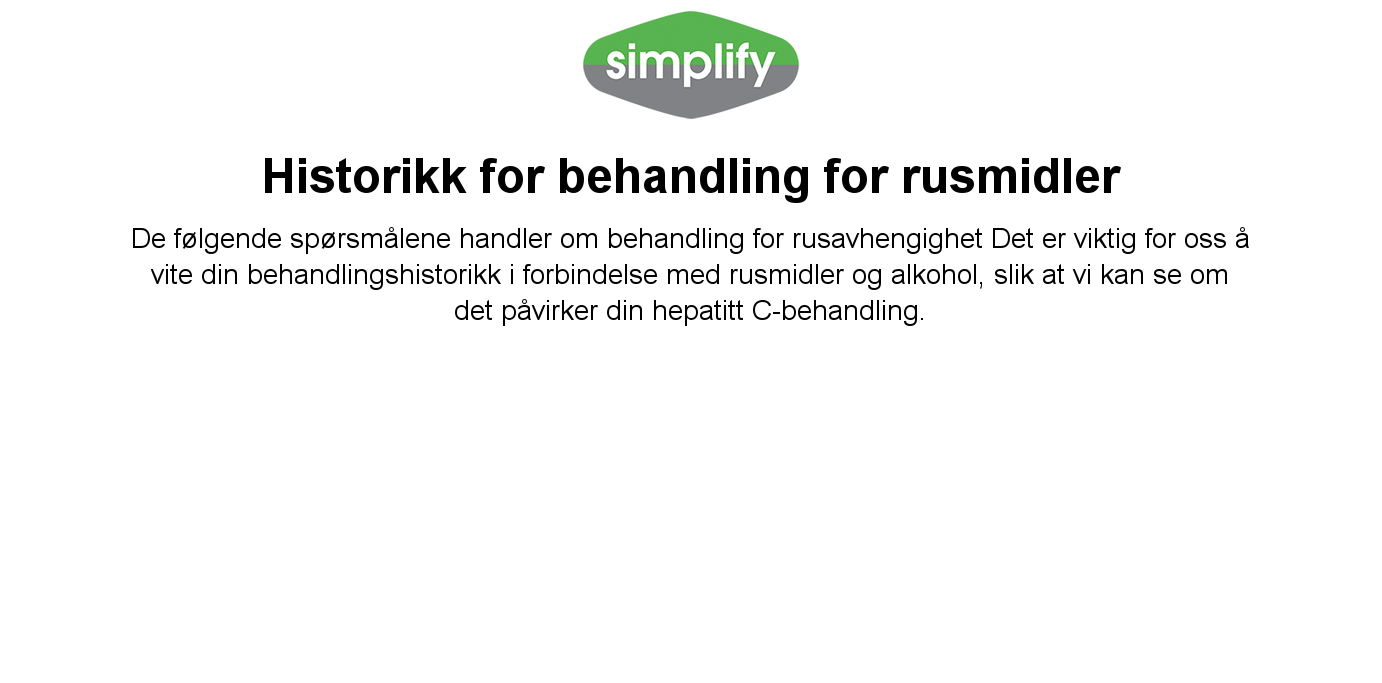 simplify
Historikk for behandling for rusmidler
De følgende spørsmålene handler om behandling for rusavhengighet Det er viktig for oss å
vite din behandlingshistorikk i forbindelse med rusmidler og alkohol, slik at vi kan se om
det påvirker din hepatitt C-behandling.